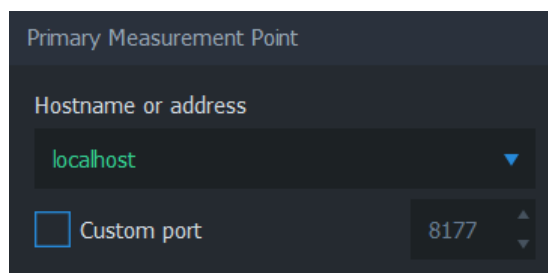 Primary Measurement Point
Hostname or address
localhost
Custom port 8177